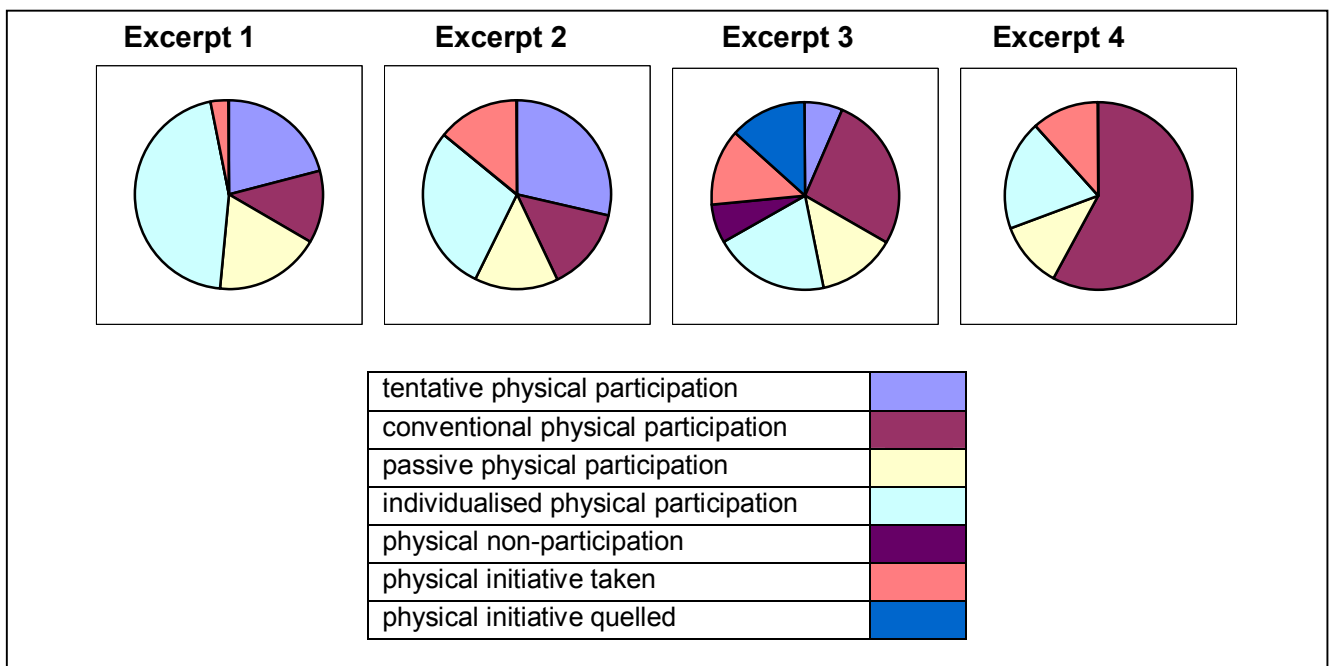 Excerpt 1 Excerpt 2 Excerpt 3 Excerpt 4
tentative physical participation
conventional physical participation
passive physical participation
individualised physical participation
physical non-participation
physical initiative taken
physical initiative quelled